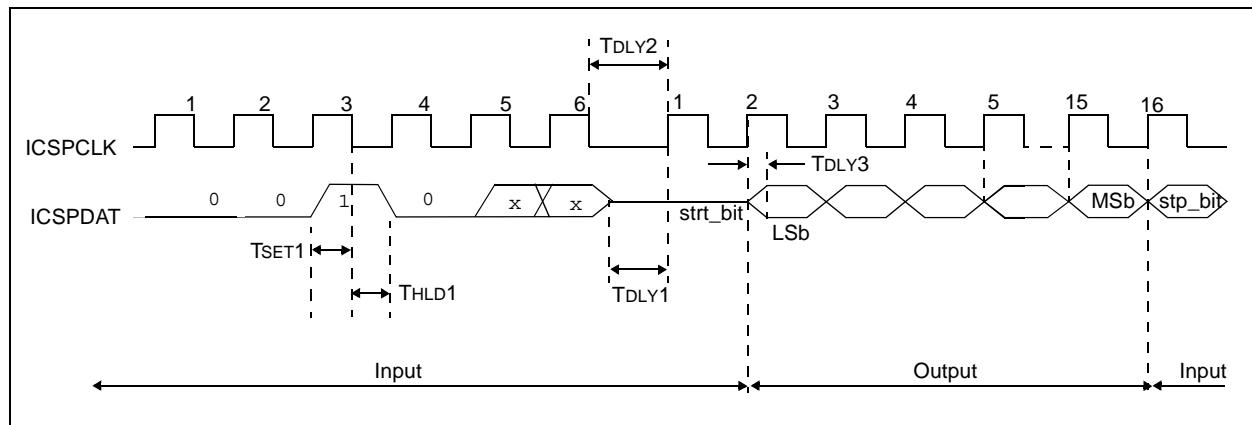 TDLY2
1 2 3 4 5 6 1 2 3 4 5 15 16
ICSPCLK
TDLY3
ICSPDAT
0 0 1 0 x x strt_bit MSb stp_bit
LSb
TSET1
THLD1
TDLY1
Input Output Input